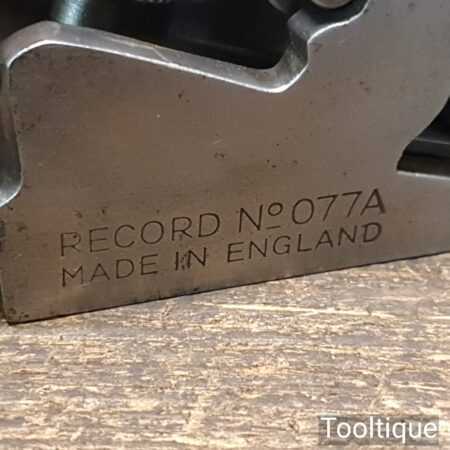 RECORD Nº 077A
MADE IN ENGLAND
Tooltique